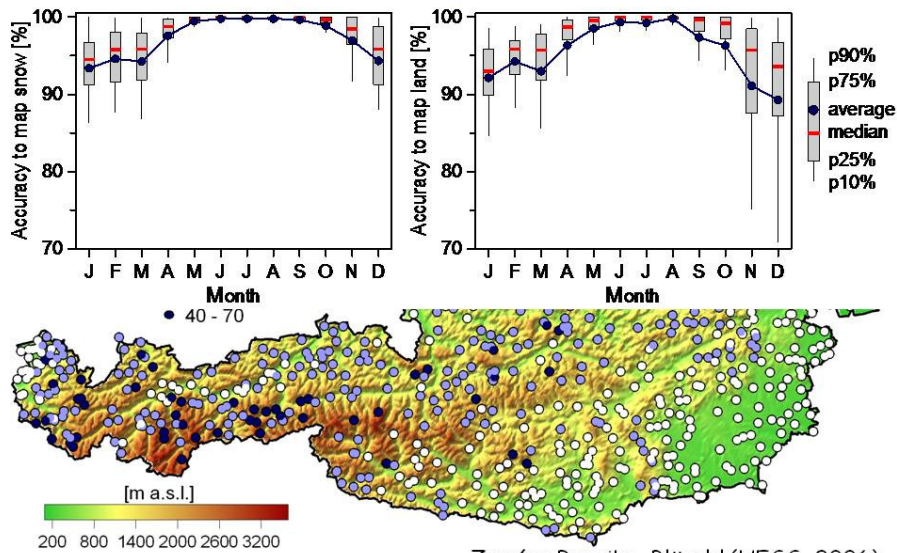 Accuracy to map snow [%]
100
90
80
70
J F M A M J J A S O N D
Month
Accuracy to map land [%]
100
90
80
70
J F M A M J J A S O N D
Month
p90%
p75%
average
median
p25%
p10%
40 - 70
[m a.s.l.]
200 800 1400 2000 2600 3200